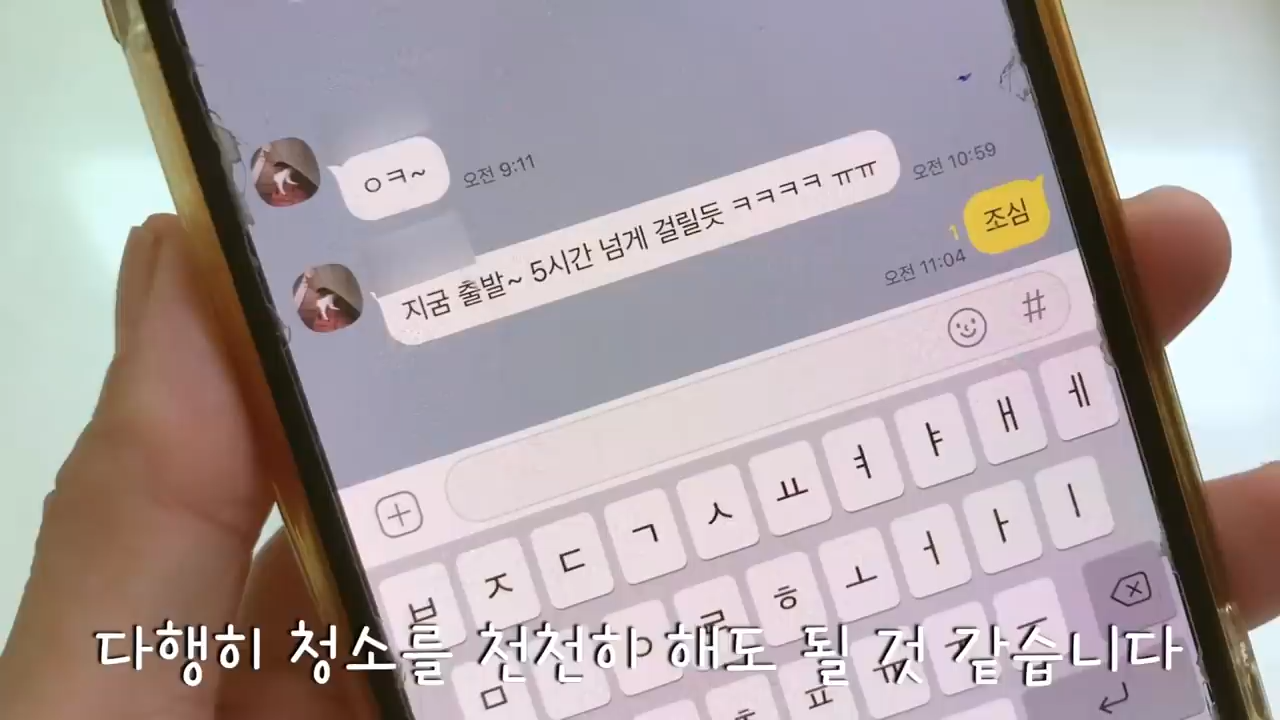 ㅇㅋ~
오전 9:11
지굼 출발~ 5시간 넘게 걸릴듯 ㅋㅋㅋㅋ ㅠㅠ
오전 10:59
조심
1
오전 11:04
#
ㅂ ㅈ ㄷ ㄱ ㅅ ㅛ ㅕ ㅑ ㅐ ㅔ
ㅁ ㅇ ㄹ ㅎ ㅗ ㅓ ㅏ ㅣ
ㅊ ㅍ ㅠ ㅜ ㅡ
다행히 청소를 천천히 해도 될 것 같습니다